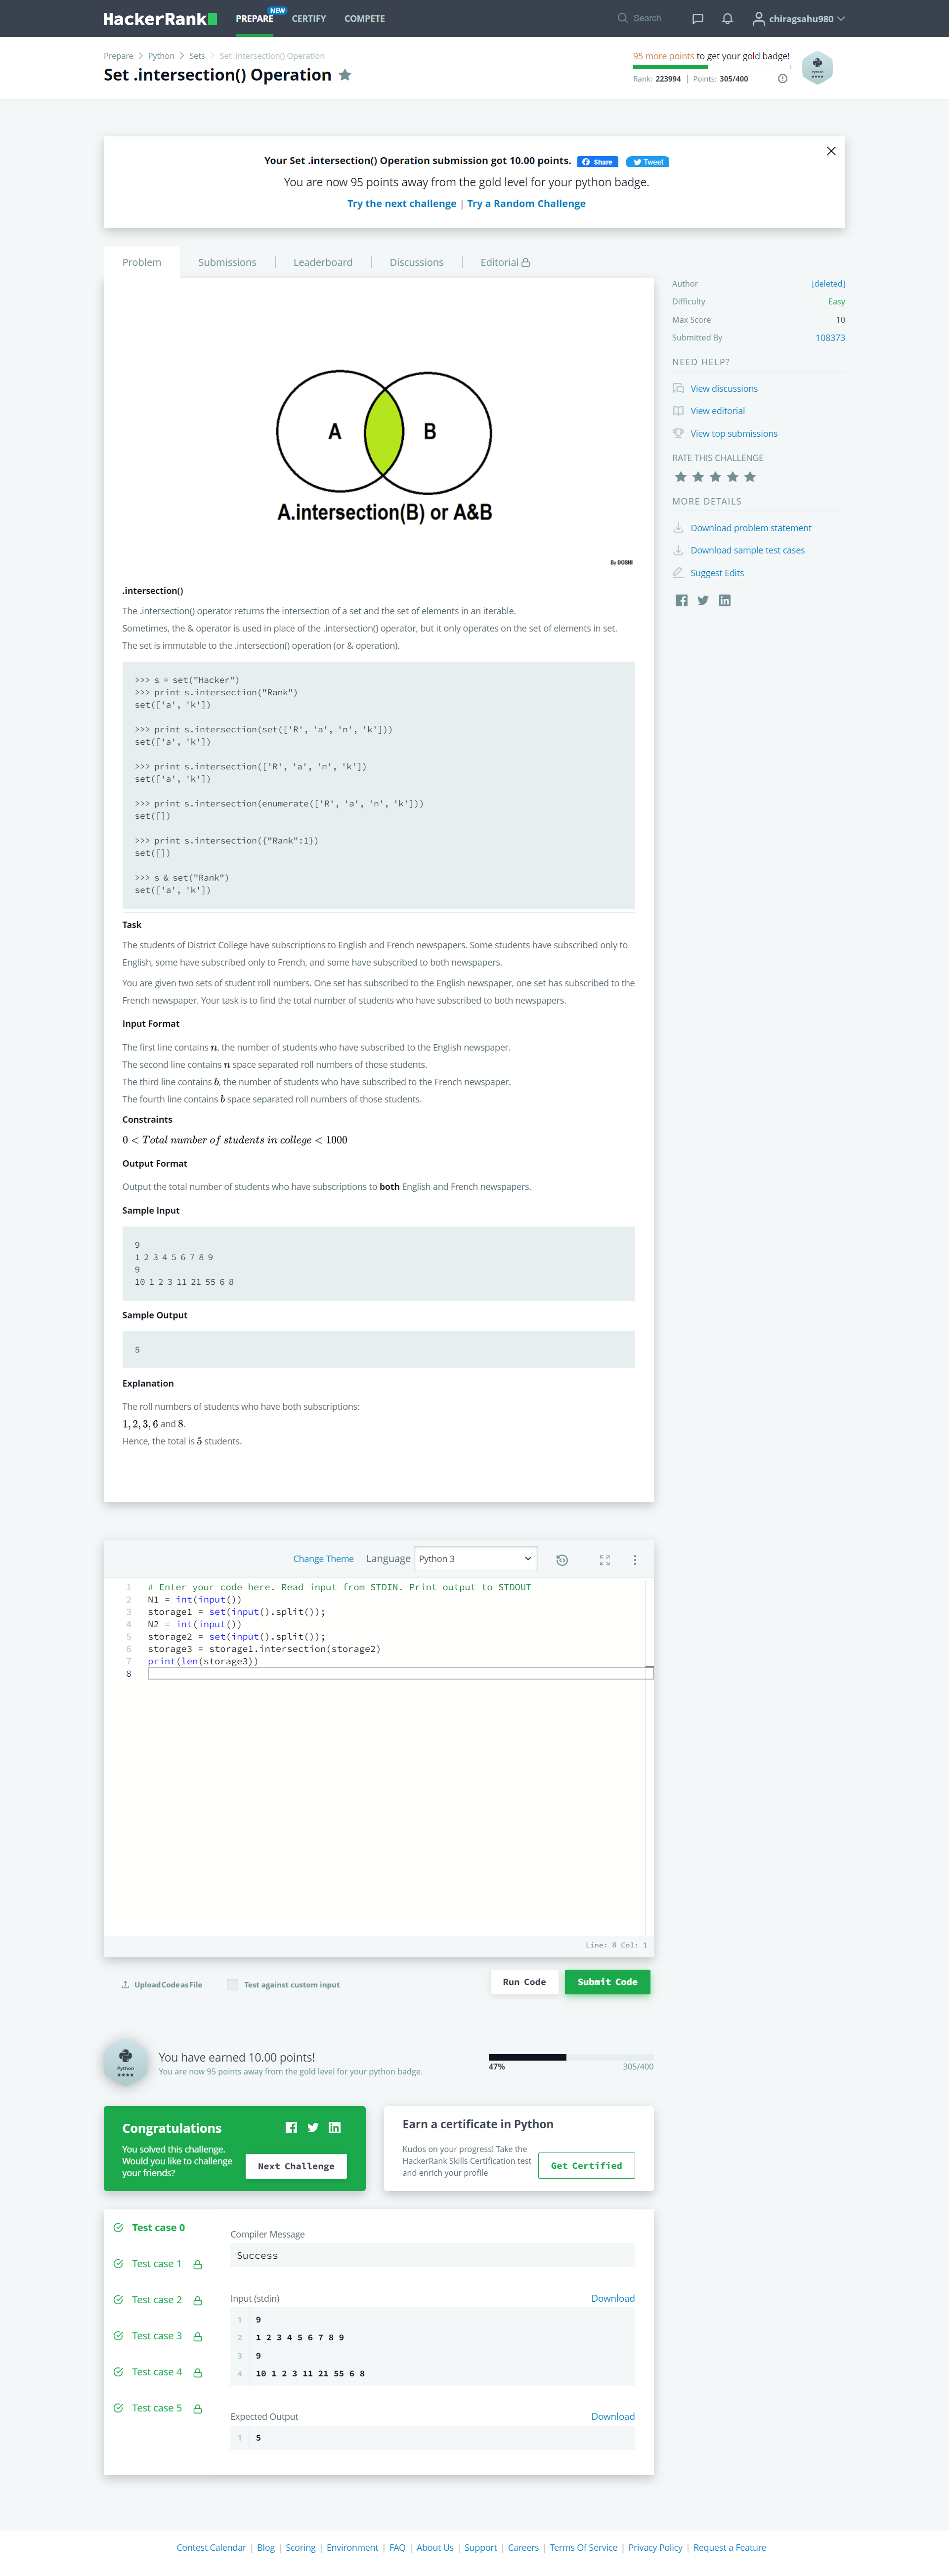 HackerRank
PREPARE
NEW
CERTIFY
COMPETE
Search
chiragsahu980
Prepare > Python > Sets > Set .intersection() Operation
Set .intersection() Operation
95 more points to get your gold badge!
Rank: 223994 | Points: 305/400
Python
Your Set .intersection() Operation submission got 10.00 points. Share Tweet
You are now 95 points away from the gold level for your python badge.
Try the next challenge | Try a Random Challenge
Problem
Submissions
Leaderboard
Discussions
Editorial
A
B
A.intersection(B) or A&B
By DOSHI
.intersection()
The .intersection() operator returns the intersection of a set and the set of elements in an iterable.
Sometimes, the & operator is used in place of the .intersection() operator, but it only operates on the set of elements in set.
The set is immutable to the .intersection() operation (or & operation).
>>> s = set("Hacker")
>>> print s.intersection("Rank")
set(['a', 'k'])
>>> print s.intersection(set(['R', 'a', 'n', 'k']))
set(['a', 'k'])
>>> print s.intersection(['R', 'a', 'n', 'k'])
set(['a', 'k'])
>>> print s.intersection(enumerate(['R', 'a', 'n', 'k']))
set([])
>>> print s.intersection({"Rank":1})
set([])
>>> s & set("Rank")
set(['a', 'k'])
Task
The students of District College have subscriptions to English and French newspapers. Some students have subscribed only to
English, some have subscribed only to French, and some have subscribed to both newspapers.
You are given two sets of student roll numbers. One set has subscribed to the English newspaper, one set has subscribed to the
French newspaper. Your task is to find the total number of students who have subscribed to both newspapers.
Input Format
The first line contains n, the number of students who have subscribed to the English newspaper.
The second line contains n space separated roll numbers of those students.
The third line contains b, the number of students who have subscribed to the French newspaper.
The fourth line contains b space separated roll numbers of those students.
Constraints
0 < Total number of students in college < 1000
Output Format
Output the total number of students who have subscriptions to both English and French newspapers.
Sample Input
9
1 2 3 4 5 6 7 8 9
9
10 1 2 3 11 21 55 6 8
Sample Output
5
Explanation
The roll numbers of students who have both subscriptions:
1, 2, 3, 6 and 8.
Hence, the total is 5 students.
Author [deleted]
Difficulty Easy
Max Score 10
Submitted By 108373
NEED HELP?
View discussions
View editorial
View top submissions
RATE THIS CHALLENGE
MORE DETAILS
Download problem statement
Download sample test cases
Suggest Edits
Change Theme
Language
Python 3
1 # Enter your code here. Read input from STDIN. Print output to STDOUT
2 N1 = int(input())
3 storage1 = set(input().split());
4 N2 = int(input())
5 storage2 = set(input().split());
6 storage3 = storage1.intersection(storage2)
7 print(len(storage3))
8
Line: 8 Col: 1
Upload Code as File
Test against custom input
Run Code
Submit Code
Python
You have earned 10.00 points!
You are now 95 points away from the gold level for your python badge.
47%
305/400
Congratulations
You solved this challenge.
Would you like to challenge
your friends?
Next Challenge
Earn a certificate in Python
Kudos on your progress! Take the
HackerRank Skills Certification test
and enrich your profile
Get Certified
Test case 0
Test case 1
Test case 2
Test case 3
Test case 4
Test case 5
Compiler Message
Success
Input (stdin)
Download
1 9
2 1 2 3 4 5 6 7 8 9
3 9
4 10 1 2 3 11 21 55 6 8
Expected Output
Download
1 5
Contest Calendar | Blog | Scoring | Environment | FAQ | About Us | Support | Careers | Terms Of Service | Privacy Policy | Request a Feature